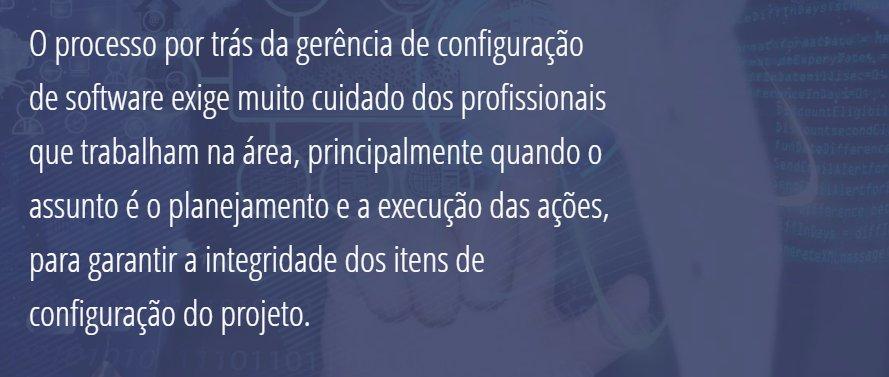 O processo por trás da gerência de configuração
de software exige muito cuidado dos profissionais
que trabalham na área, principalmente quando o
assunto é o planejamento e a execução das ações,
para garantir a integridade dos itens de
configuração do projeto.